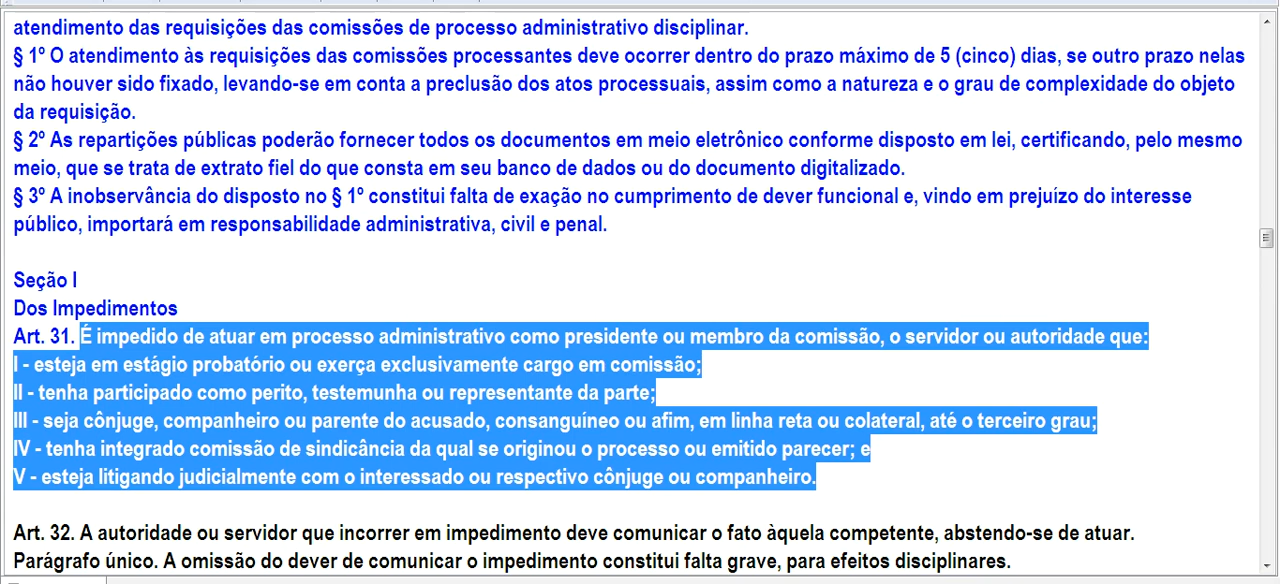 atendimento das requisições das comissões de processo administrativo disciplinar.
§ 1º O atendimento às requisições das comissões processantes deve ocorrer dentro do prazo máximo de 5 (cinco) dias, se outro prazo nelas
não houver sido fixado, levando-se em conta a preclusão dos atos processuais, assim como a natureza e o grau de complexidade do objeto
da requisição.
§ 2º As repartições públicas poderão fornecer todos os documentos em meio eletrônico conforme disposto em lei, certificando, pelo mesmo
meio, que se trata de extrato fiel do que consta em seu banco de dados ou do documento digitalizado.
§ 3º A inobservância do disposto no § 1º constitui falta de exação no cumprimento de dever funcional e, vindo em prejuízo do interesse
público, importará em responsabilidade administrativa, civil e penal.
Seção I
Dos Impedimentos
Art. 31. É impedido de atuar em processo administrativo como presidente ou membro da comissão, o servidor ou autoridade que:
I - esteja em estágio probatório ou exerça exclusivamente cargo em comissão;
II - tenha participado como perito, testemunha ou representante da parte;
III - seja cônjuge, companheiro ou parente do acusado, consanguíneo ou afim, em linha reta ou colateral, até o terceiro grau;
IV - tenha integrado comissão de sindicância da qual se originou o processo ou emitido parecer; e
V - esteja litigando judicialmente com o interessado ou respectivo cônjuge ou companheiro.
Art. 32. A autoridade ou servidor que incorrer em impedimento deve comunicar o fato àquela competente, abstendo-se de atuar.
Parágrafo único. A omissão do dever de comunicar o impedimento constitui falta grave, para efeitos disciplinares.